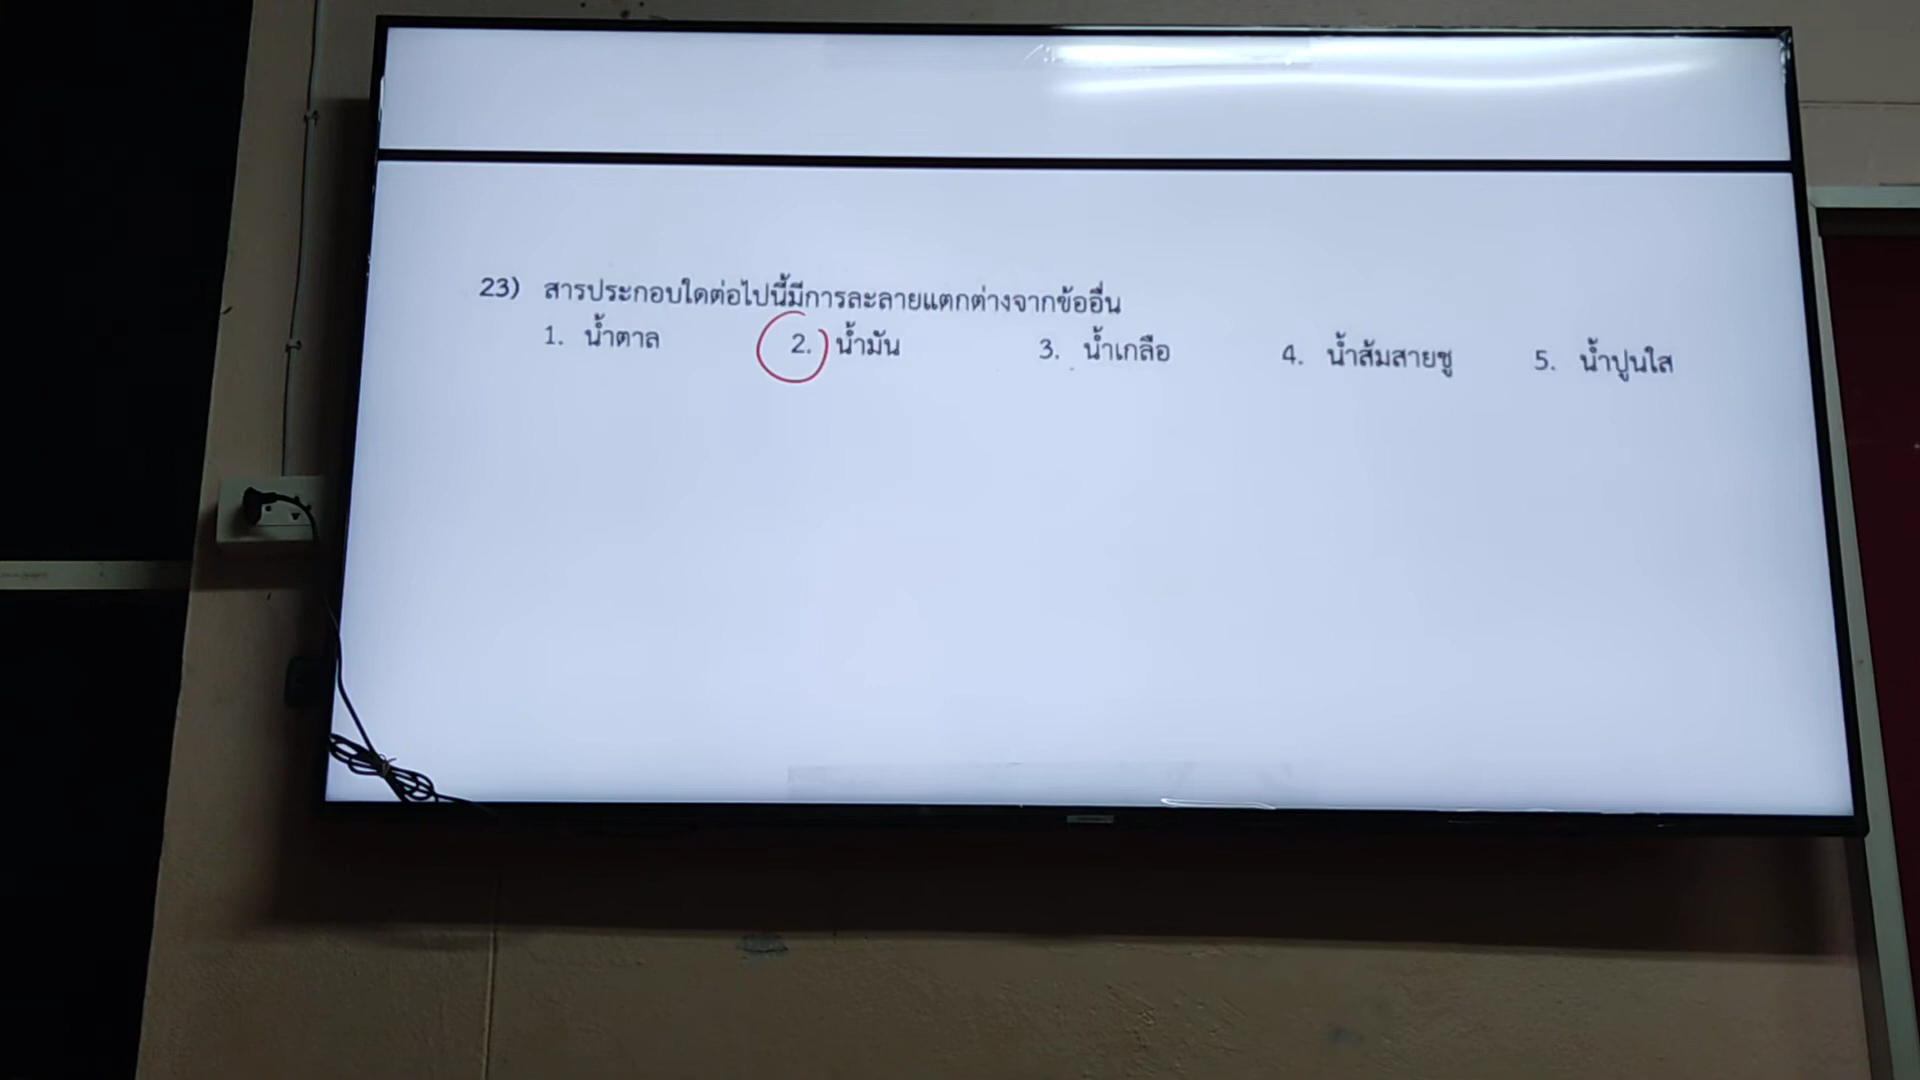 23) สารประกอบใดต่อไปนี้มีการละลายแตกต่างจากข้ออื่น
1. น้ำตาล 2. น้ำมัน 3. น้ำเกลือ 4. น้ำส้มสายชู 5. น้ำปูนใส